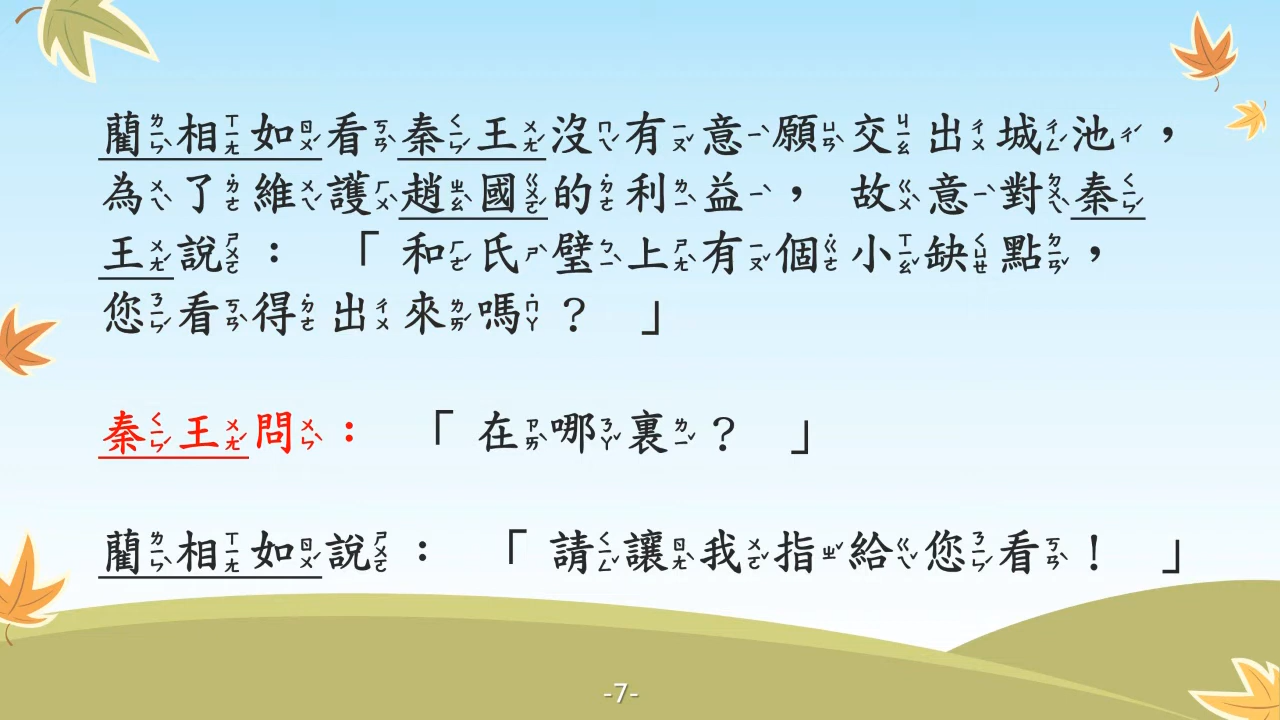 藺相如看秦王沒有意願交出城池，
為了維護趙國的利益， 故意對秦
王說： 「和氏璧上有個小缺點，
您看得出來嗎？ 」
秦王問： 「在哪裏？ 」
藺相如說： 「請讓我指給您看！ 」
-7-